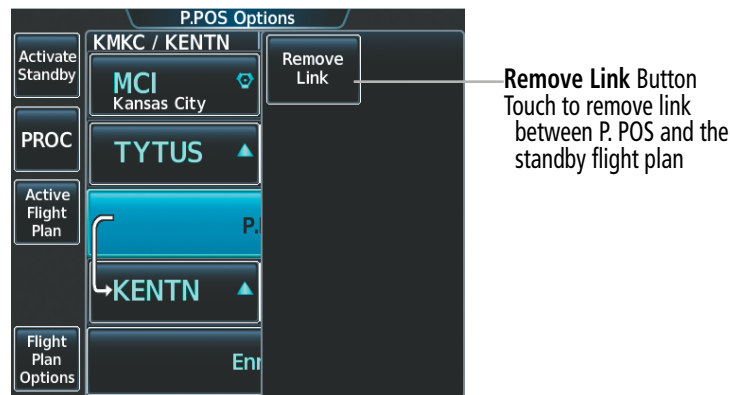 P.POS Options
Activate
Standby
PROC
Active
Flight
Plan
Flight
Plan
Options
KMKC / KENTN
MCI
Kansas City
TYTUS
P.
KENTN
Remove
Link
Remove Link Button
Touch to remove link
between P. POS and the
standby flight plan